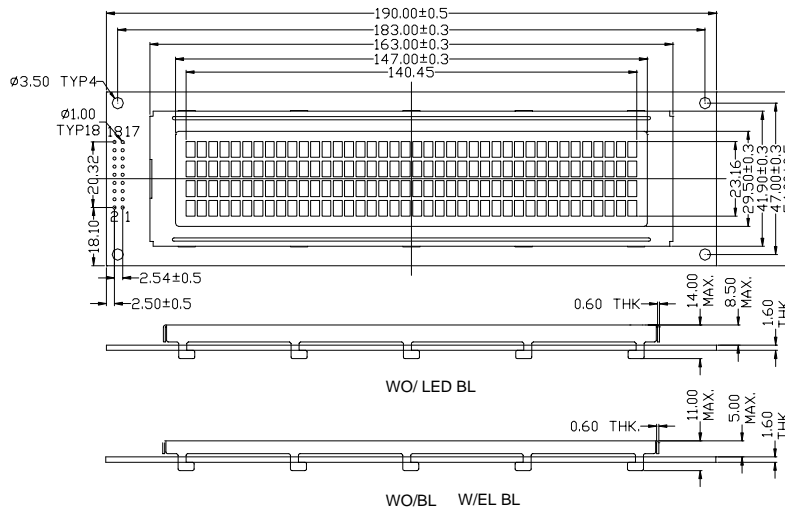 190.00±0.5
183.00±0.3
163.00±0.3
147.00±0.3
140.45
Ø3.50 TYP4
Ø1.00
TYP18 1817
20.32
18.10
2 1
2.54±0.5
2.50±0.5
23.16
29.50±0.3
41.90±0.3
47.00±0.3
0.60 THK
14.00
MAX.
8.50
MAX.
1.60
THK
WO/ LED BL
0.60 THK.
11.00
MAX.
5.00
MAX.
1.60
THK
WO/BL W/EL BL